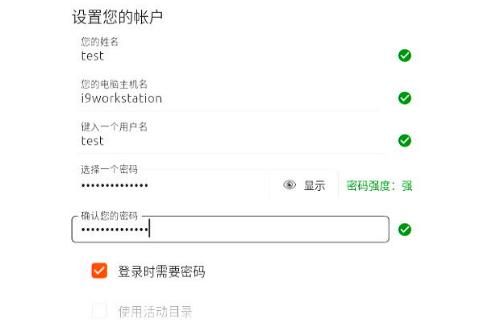 设置您的帐户
您的姓名
test
您的电脑主机名
i9workstation
键入一个用户名
test
选择一个密码
•••••••••••••• 显示 密码强度：强
确认您的密码
••••••••••••••
登录时需要密码
使用活动目录